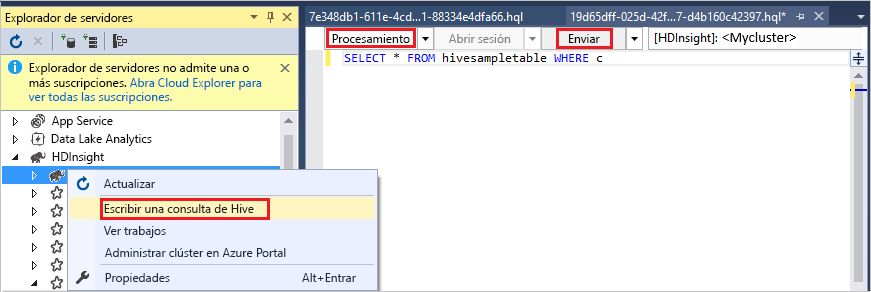 Explorador de servidores
Explorador de servidores no admite una o
más suscripciones. Abra Cloud Explorer para
ver todas las suscripciones.
App Service
Data Lake Analytics
HDInsight
Actualizar
Escribir una consulta de Hive
Ver trabajos
Administrar clúster en Azure Portal
Propiedades Alt+Entrar
7e348db1-611e-4cd...1-88334e4dfa66.hql 19d65dff-025d-42f...7-d4b160c42397.hql*
Procesamiento Abrir sesión Enviar [HDInsight]: <Mycluster>
SELECT * FROM hivesampletable WHERE c